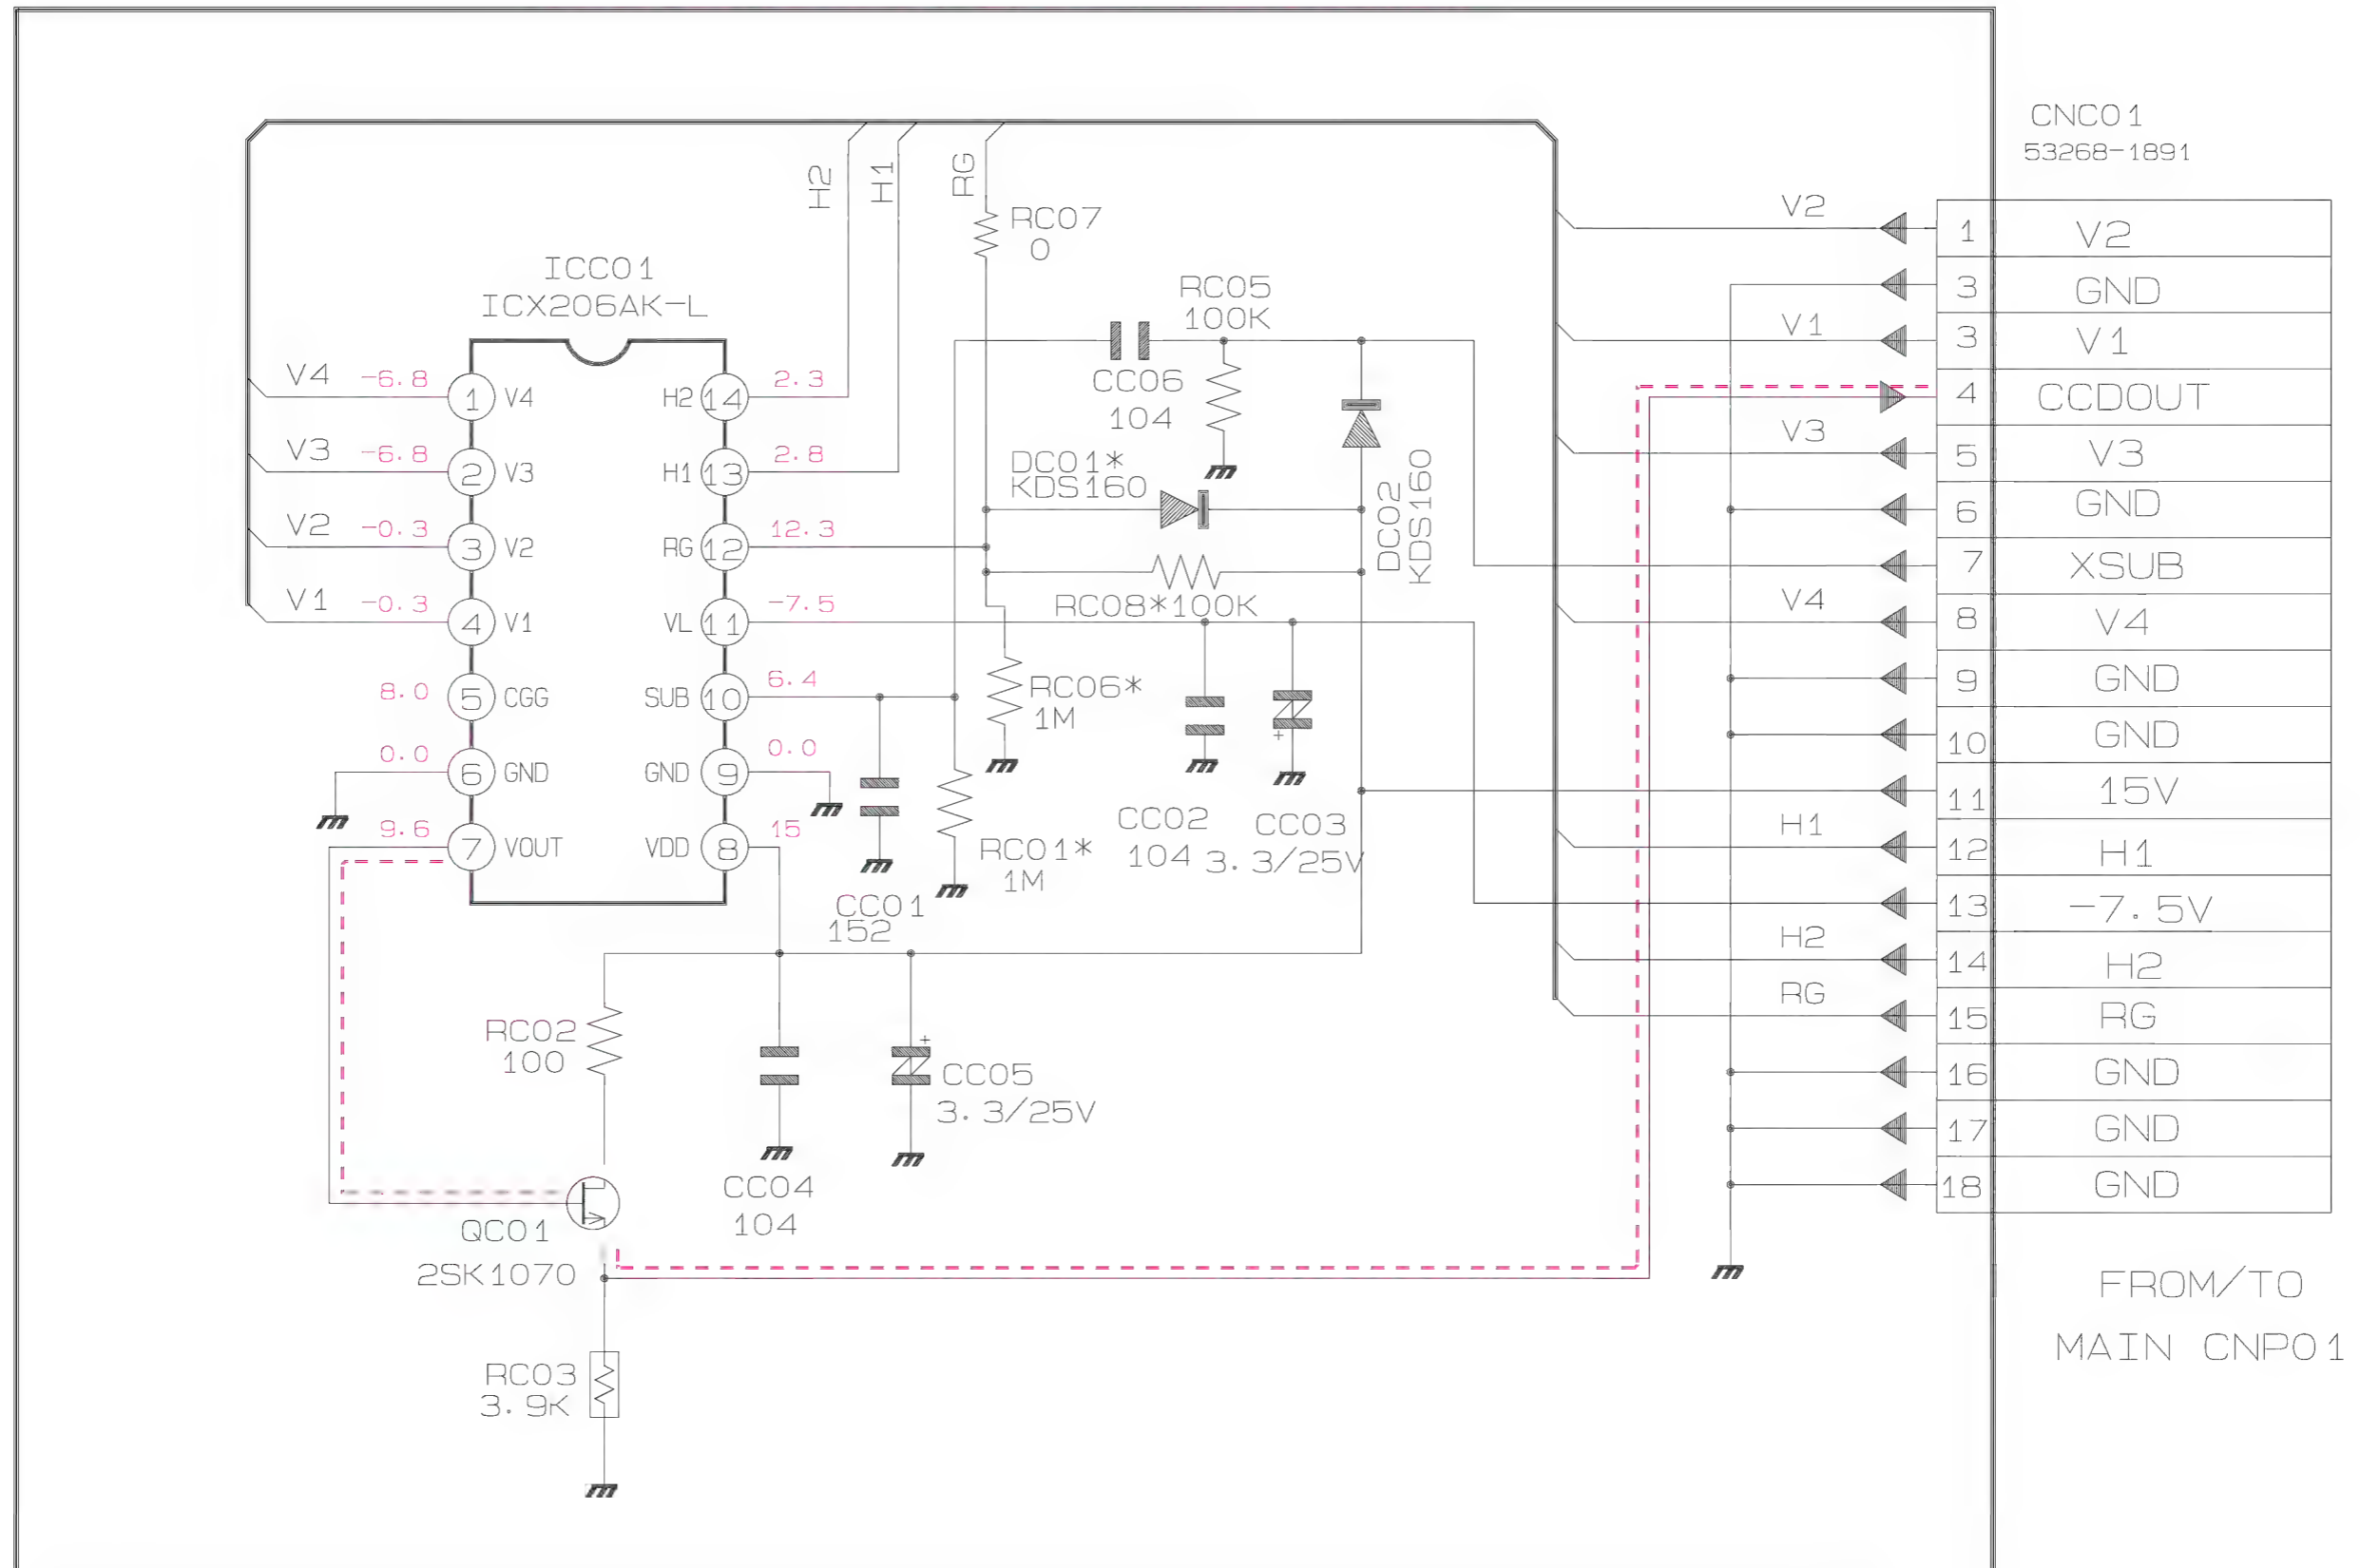 CNC01
53268-1891
H2
H1
RG
RC07
0
ICC01
ICX206AK-L
RC05
100K
CC06
104
DC01*
KDS160
DC02
KDS160
RC08*100K
V4 -6.8 1 V4
V3 -6.8 2 V3
V2 -0.3 3 V2
V1 -0.3 4 V1
8.0 5 CGG
0.0 6 GND
9.6 7 VOUT
H2 14 2.3
H1 13 2.8
RG 12 12.3
VL 11 -7.5
SUB 10 6.4
GND 9 0.0
VDD 8 15
RC06*
1M
RC01*
1M
CC01
152
CC02
104
CC03
3.3/25V
+
RC02
100
CC04
104
+
CC05
3.3/25V
QC01
2SK1070
RC03
3.9K
V2 1 V2
3 GND
V1 3 V1
4 CCDOUT
V3 5 V3
6 GND
7 XSUB
V4 8 V4
9 GND
10 GND
11 15V
H1 12 H1
13 -7.5V
H2 14 H2
RG 15 RG
16 GND
17 GND
18 GND
FROM/TO
MAIN CNP01